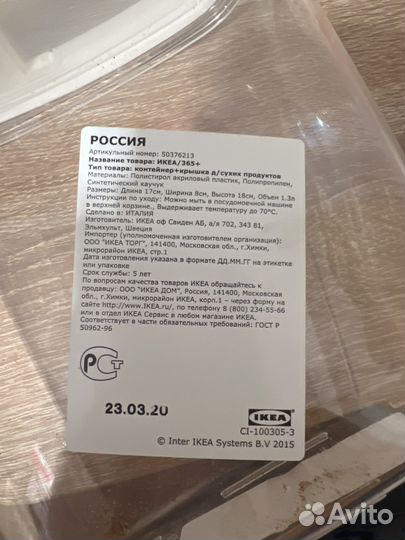 РОССИЯ
Артикульный номер: 50376213
Название товара: ИКЕА/365+
Тип товара: контейнер+крышка д/сухих продуктов
Материалы: Полистирол акриловый пластик, Полипропилен,
Синтетический каучук
Размеры: Длина 17см, Ширина 8см, Высота 18см, Объем 1.3л
Инструкции по уходу: Можно мыть в посудомоечной машине
в верхней корзине., Выдерживает температуру до 70°C.
Сделано в: ИТАЛИЯ
Изготовитель: ИКЕА оф Свиден АБ, а/я 702, 343 81,
Эльмхульт, Швеция
Импортер (уполномоченная изготовителем организация):
ООО "ИКЕА ТОРГ", 141400, Московская обл., г.Химки,
микрорайон ИКЕА, стр.1
Дата изготовления указана в формате ДД.ММ.ГГ на этикетке
или упаковке
Срок службы: 5 лет
По вопросам качества товаров ИКЕА обращайтесь к
продавцу: ООО "ИКЕА ДОМ", Россия, 141400, Московская
обл., г.Химки, микрорайон ИКЕА, корп.1 – через форму на
сайте http://www.IKEA.ru/, по телефону 8 (800) 234-55-66
или в отдел ИКЕА Сервис в любом магазине ИКЕА.
Соответствует в части обязательных требований: ГОСТ Р
50962-96
РСТ
23.03.20
IKEA
CI-100305-3
© Inter IKEA Systems B.V 2015
Avito